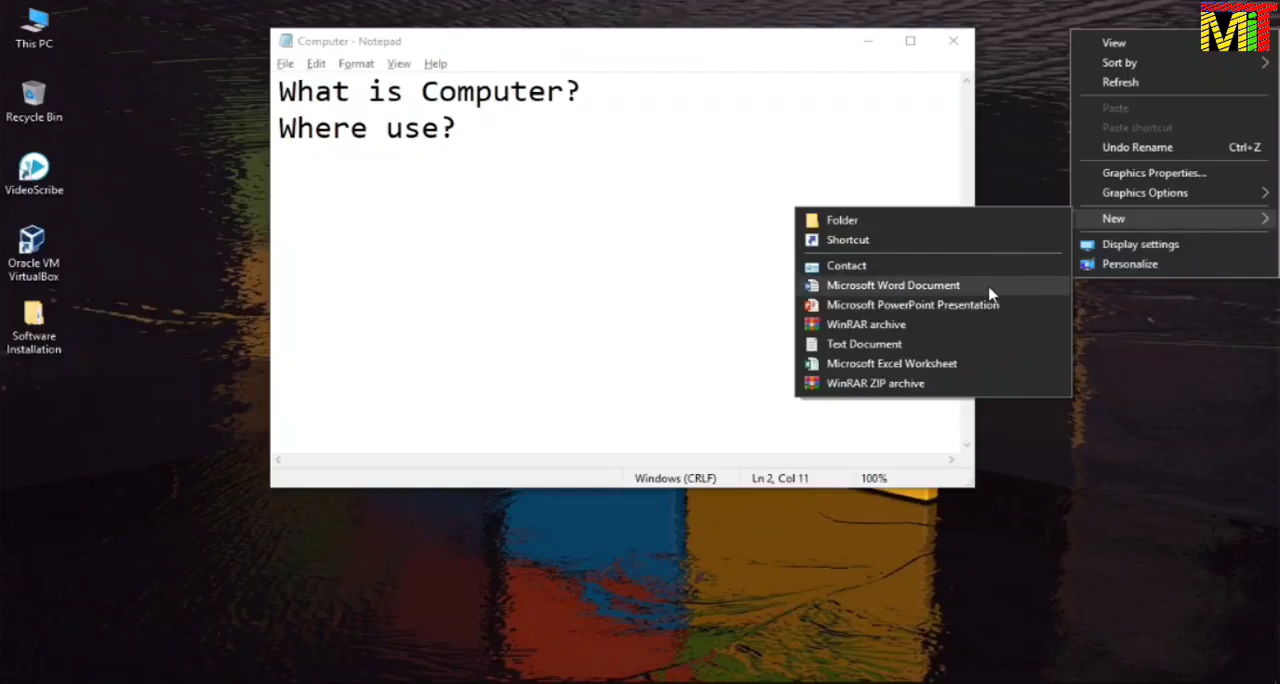 This PC
Recycle Bin
VideoScribe
Oracle VM
VirtualBox
Software
Installation
Computer - Notepad
File Edit Format View Help
What is Computer?
Where use?
Windows (CRLF) Ln 2, Col 11 100%
Folder
Shortcut
Contact
Microsoft Word Document
Microsoft PowerPoint Presentation
WinRAR archive
Text Document
Microsoft Excel Worksheet
WinRAR ZIP archive
MiT
View
Sort by
Refresh
Paste
Paste shortcut
Undo Rename Ctrl+Z
Graphics Properties...
Graphics Options
New
Display settings
Personalize